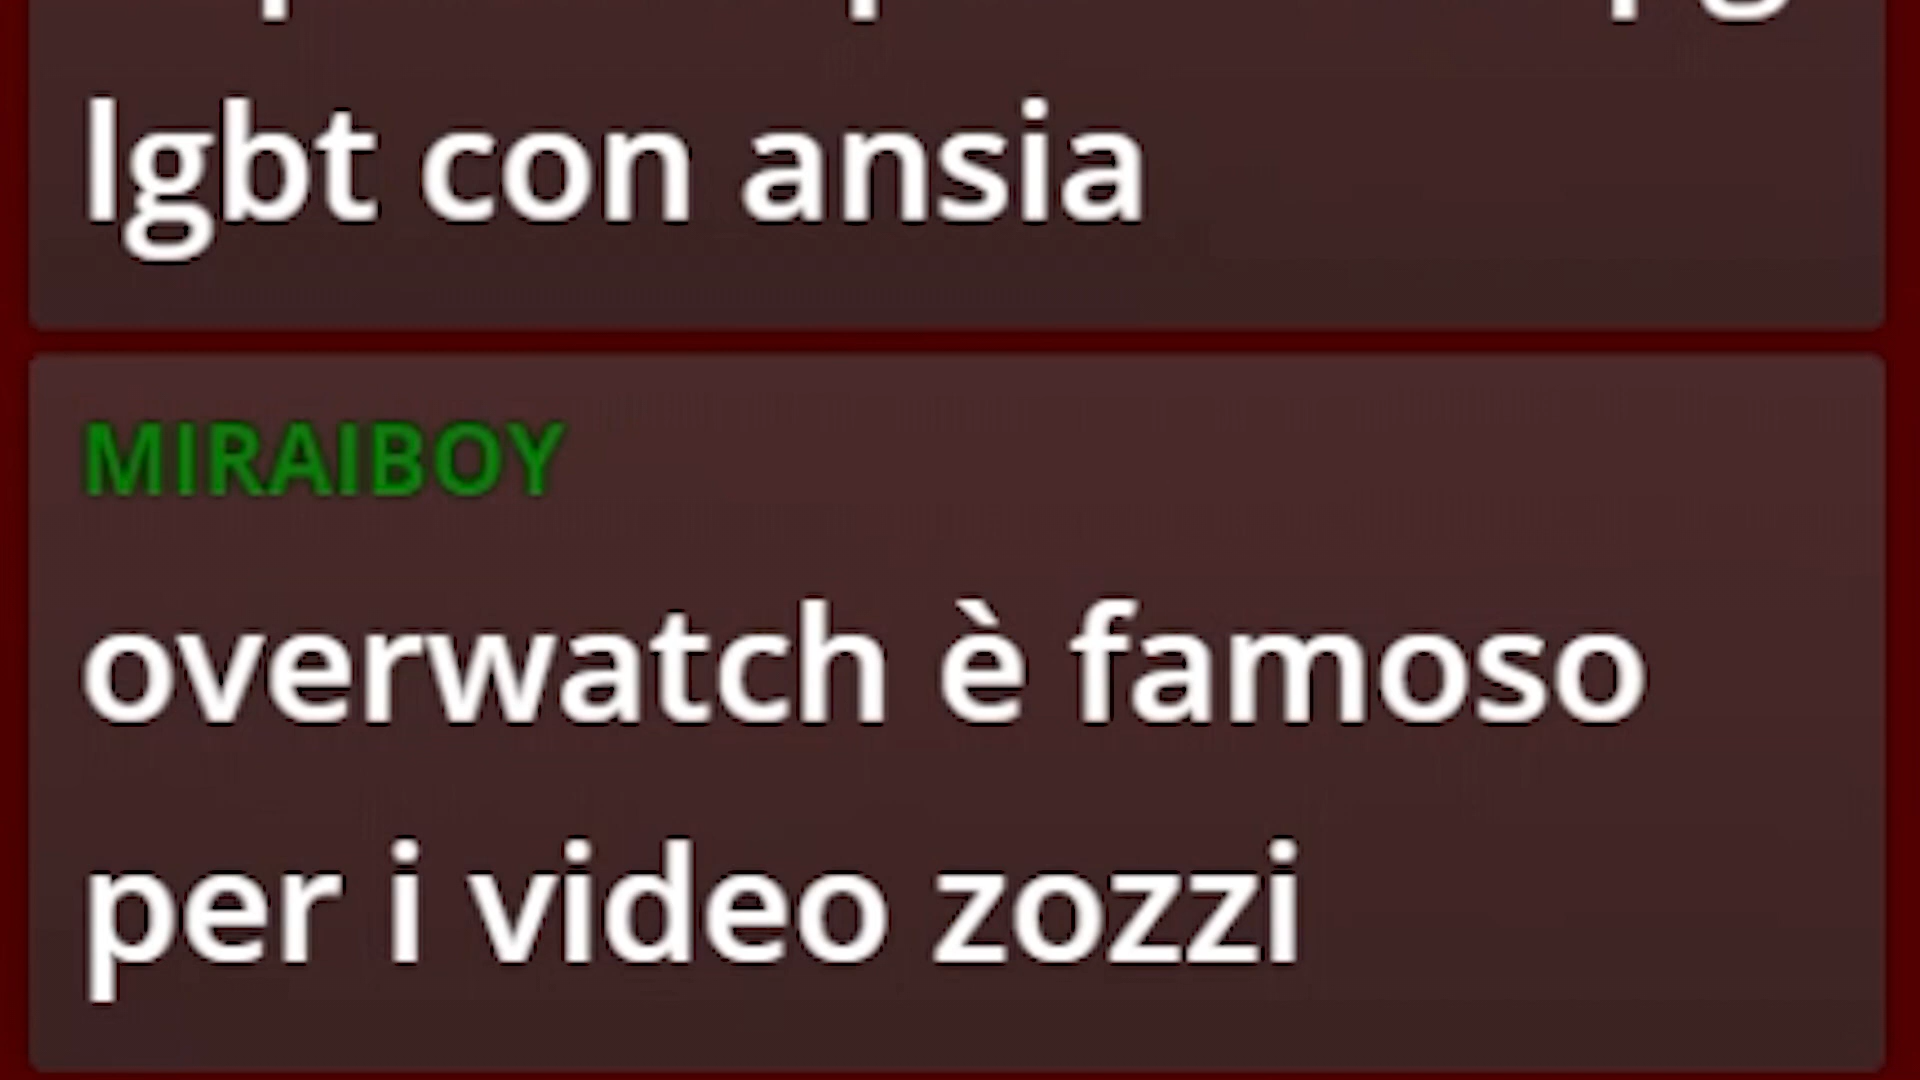 lgbt con ansia
MIRAIBOY
overwatch è famoso
per i video zozzi